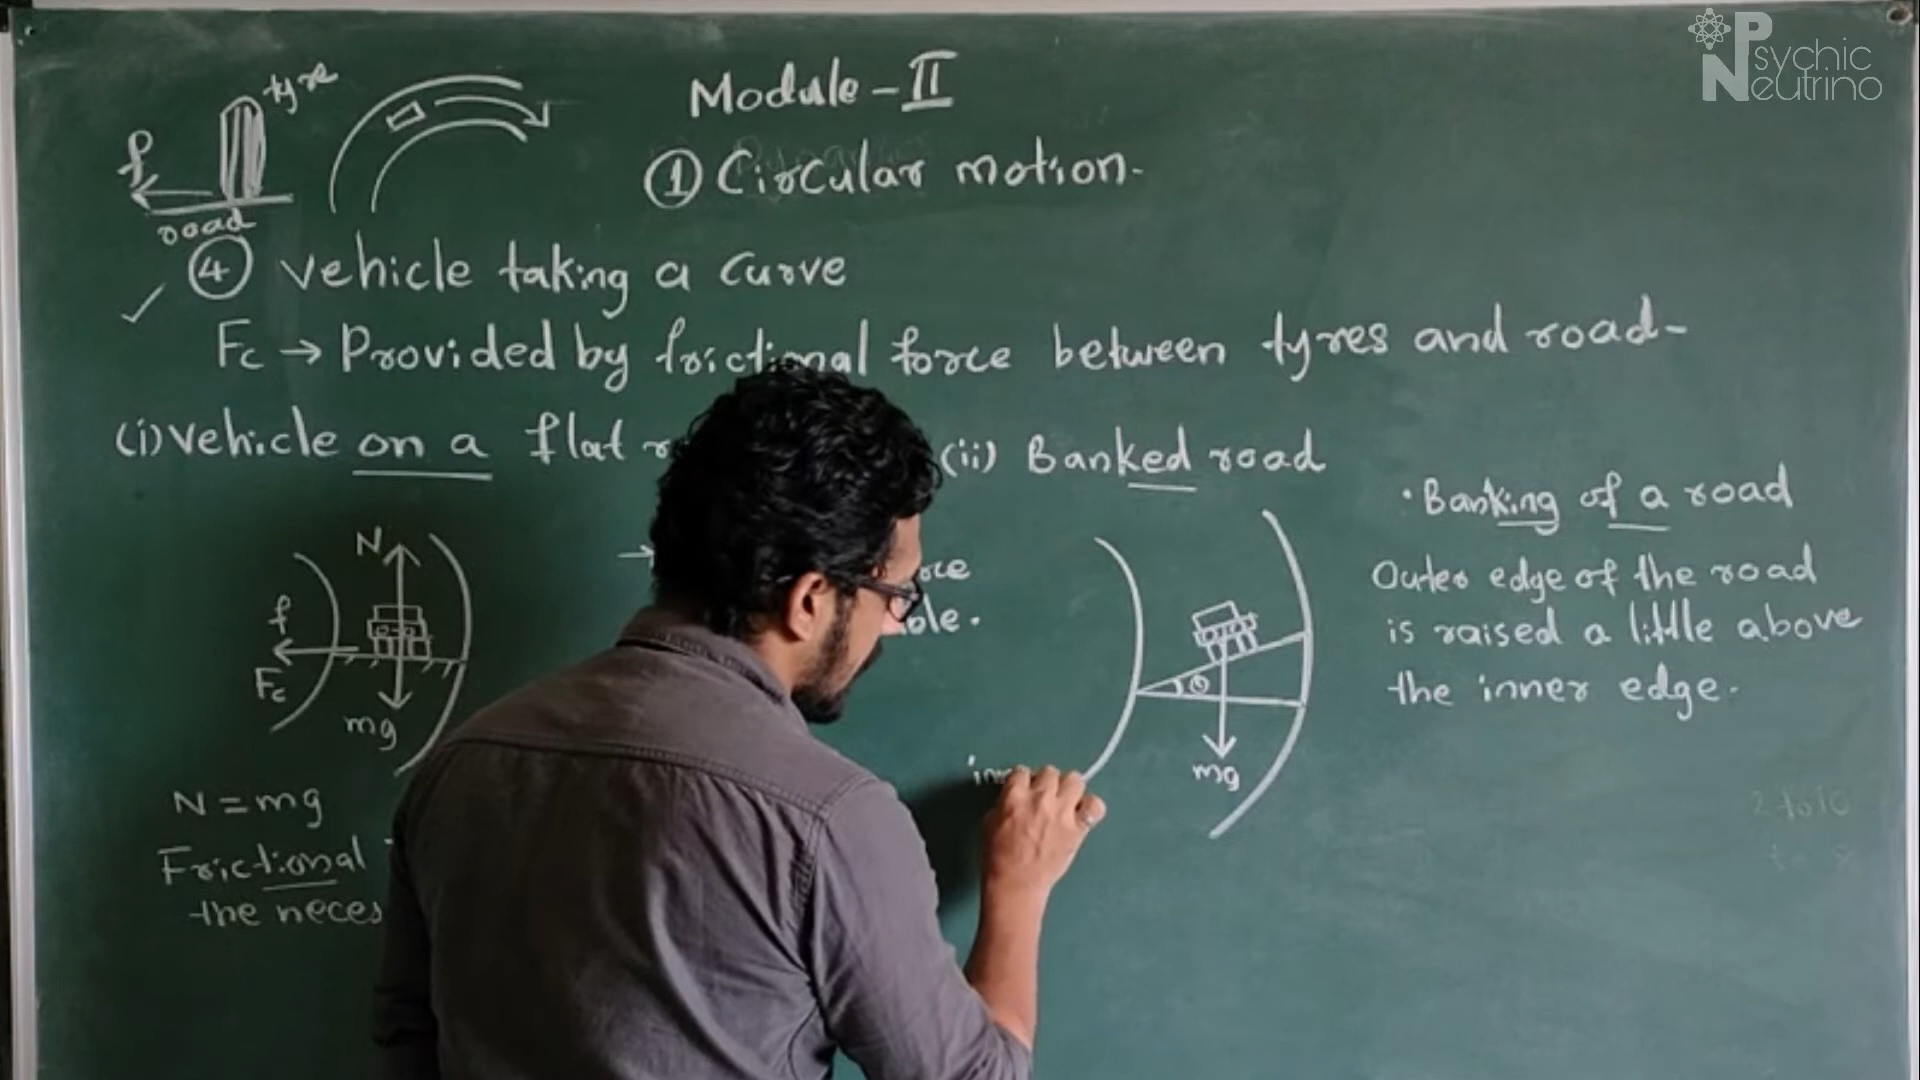 Psychic
Neutrino
tyre
f
road
Module - II
① Circular motion.
④ vehicle taking a curve
Fc → Provided by frictional force between tyres and road-
(i) vehicle on a flat
(ii) Banked road
N
f
Fc
mg
N = mg
Frictional
the
→
mg
Θ
• Banking of a road
Outer edge of the road
is raised a little above
the inner edge.